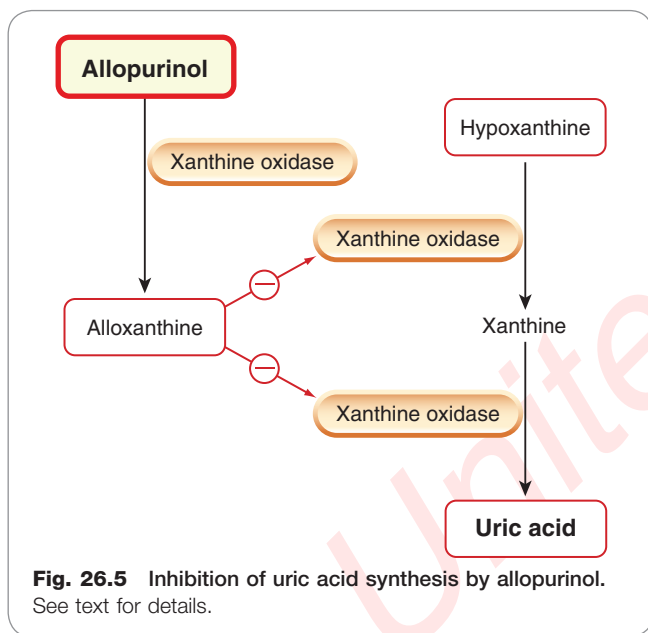 Allopurinol
Hypoxanthine
Xanthine oxidase
Xanthine oxidase
Alloxanthine
Xanthine
Xanthine oxidase
Uric acid
Fig. 26.5 Inhibition of uric acid synthesis by allopurinol.
See text for details.
Unite